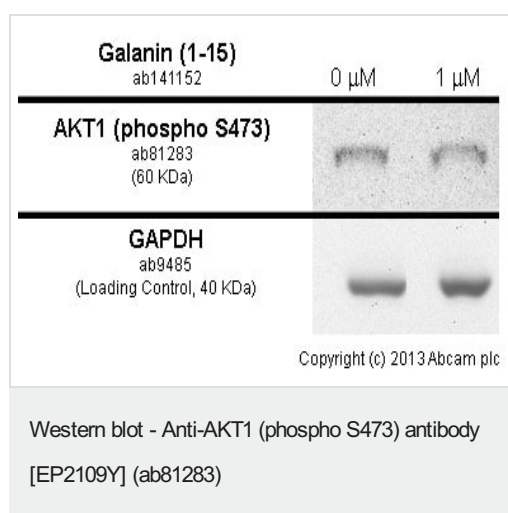 Galanin (1-15)
ab141152
0 µM 1 µM
AKT1 (phospho S473)
ab81283
(60 KDa)
GAPDH
ab9485
(Loading Control, 40 KDa)
Copyright (c) 2013 Abcam plc
Western blot - Anti-AKT1 (phospho S473) antibody
[EP2109Y] (ab81283)